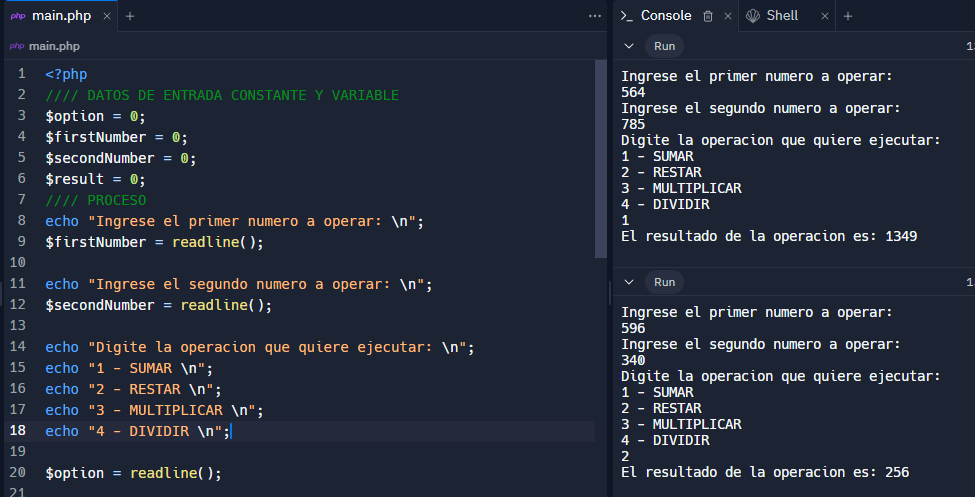 php main.php × +
···
php main.php
1 <?php
2 //// DATOS DE ENTRADA CONSTANTE Y VARIABLE
3 $option = 0;
4 $firstNumber = 0;
5 $secondNumber = 0;
6 $result = 0;
7 //// PROCESO
8 echo "Ingrese el primer numero a operar: \n";
9 $firstNumber = readline();
10
11 echo "Ingrese el segundo numero a operar: \n";
12 $secondNumber = readline();
13
14 echo "Digite la operacion que quiere ejecutar: \n";
15 echo "1 - SUMAR \n";
16 echo "2 - RESTAR \n";
17 echo "3 - MULTIPLICAR \n";
18 echo "4 - DIVIDIR \n";
19
20 $option = readline();
21
>_ Console × Shell × +
Run 1
Ingrese el primer numero a operar:
564
Ingrese el segundo numero a operar:
785
Digite la operacion que quiere ejecutar:
1 - SUMAR
2 - RESTAR
3 - MULTIPLICAR
4 - DIVIDIR
1
El resultado de la operacion es: 1349
Run 1
Ingrese el primer numero a operar:
596
Ingrese el segundo numero a operar:
340
Digite la operacion que quiere ejecutar:
1 - SUMAR
2 - RESTAR
3 - MULTIPLICAR
4 - DIVIDIR
2
El resultado de la operacion es: 256